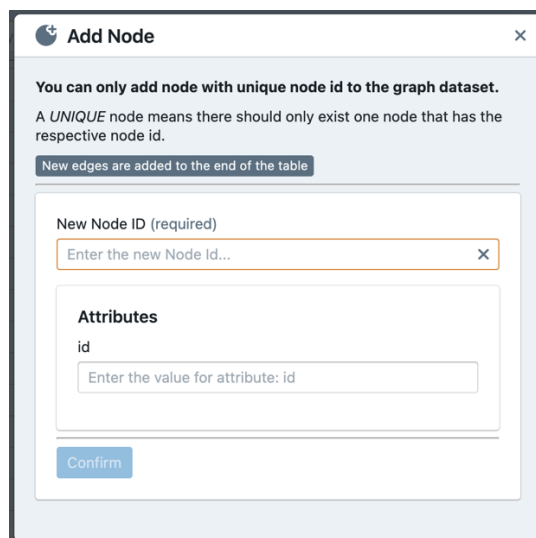 Add Node
You can only add node with unique node id to the graph dataset.
A UNIQUE node means there should only exist one node that has the
respective node id.
New edges are added to the end of the table
New Node ID (required)
Enter the new Node Id...
Attributes
id
Enter the value for attribute: id
Confirm